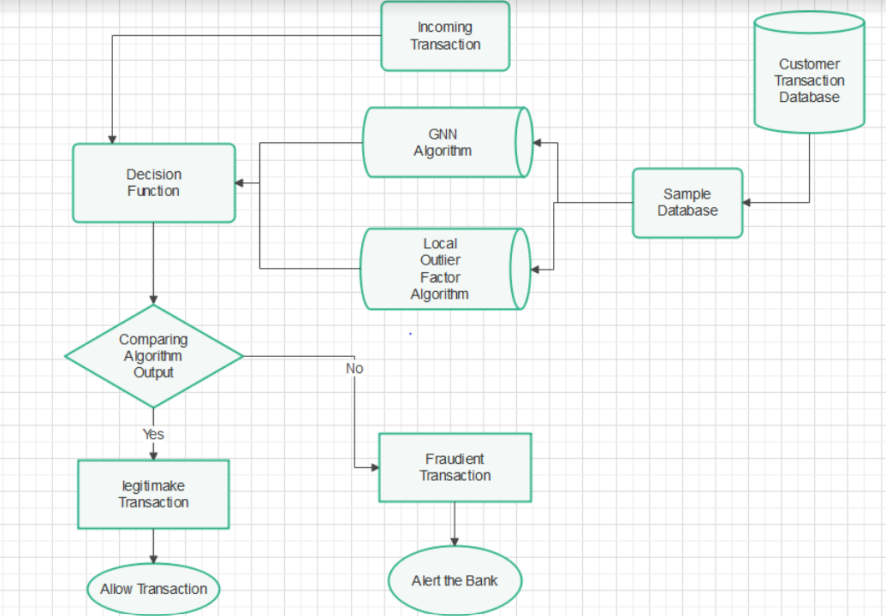 Incoming
Transaction
Customer
Transaction
Database
GNN
Algorithm
Decision
Function
Sample
Database
Local
Outlier
Factor
Algorithm
Comparing
Algorithm
Output
No
Yes
Fraudient
Transaction
legitimake
Transaction
Allow Transaction
Alert the Bank